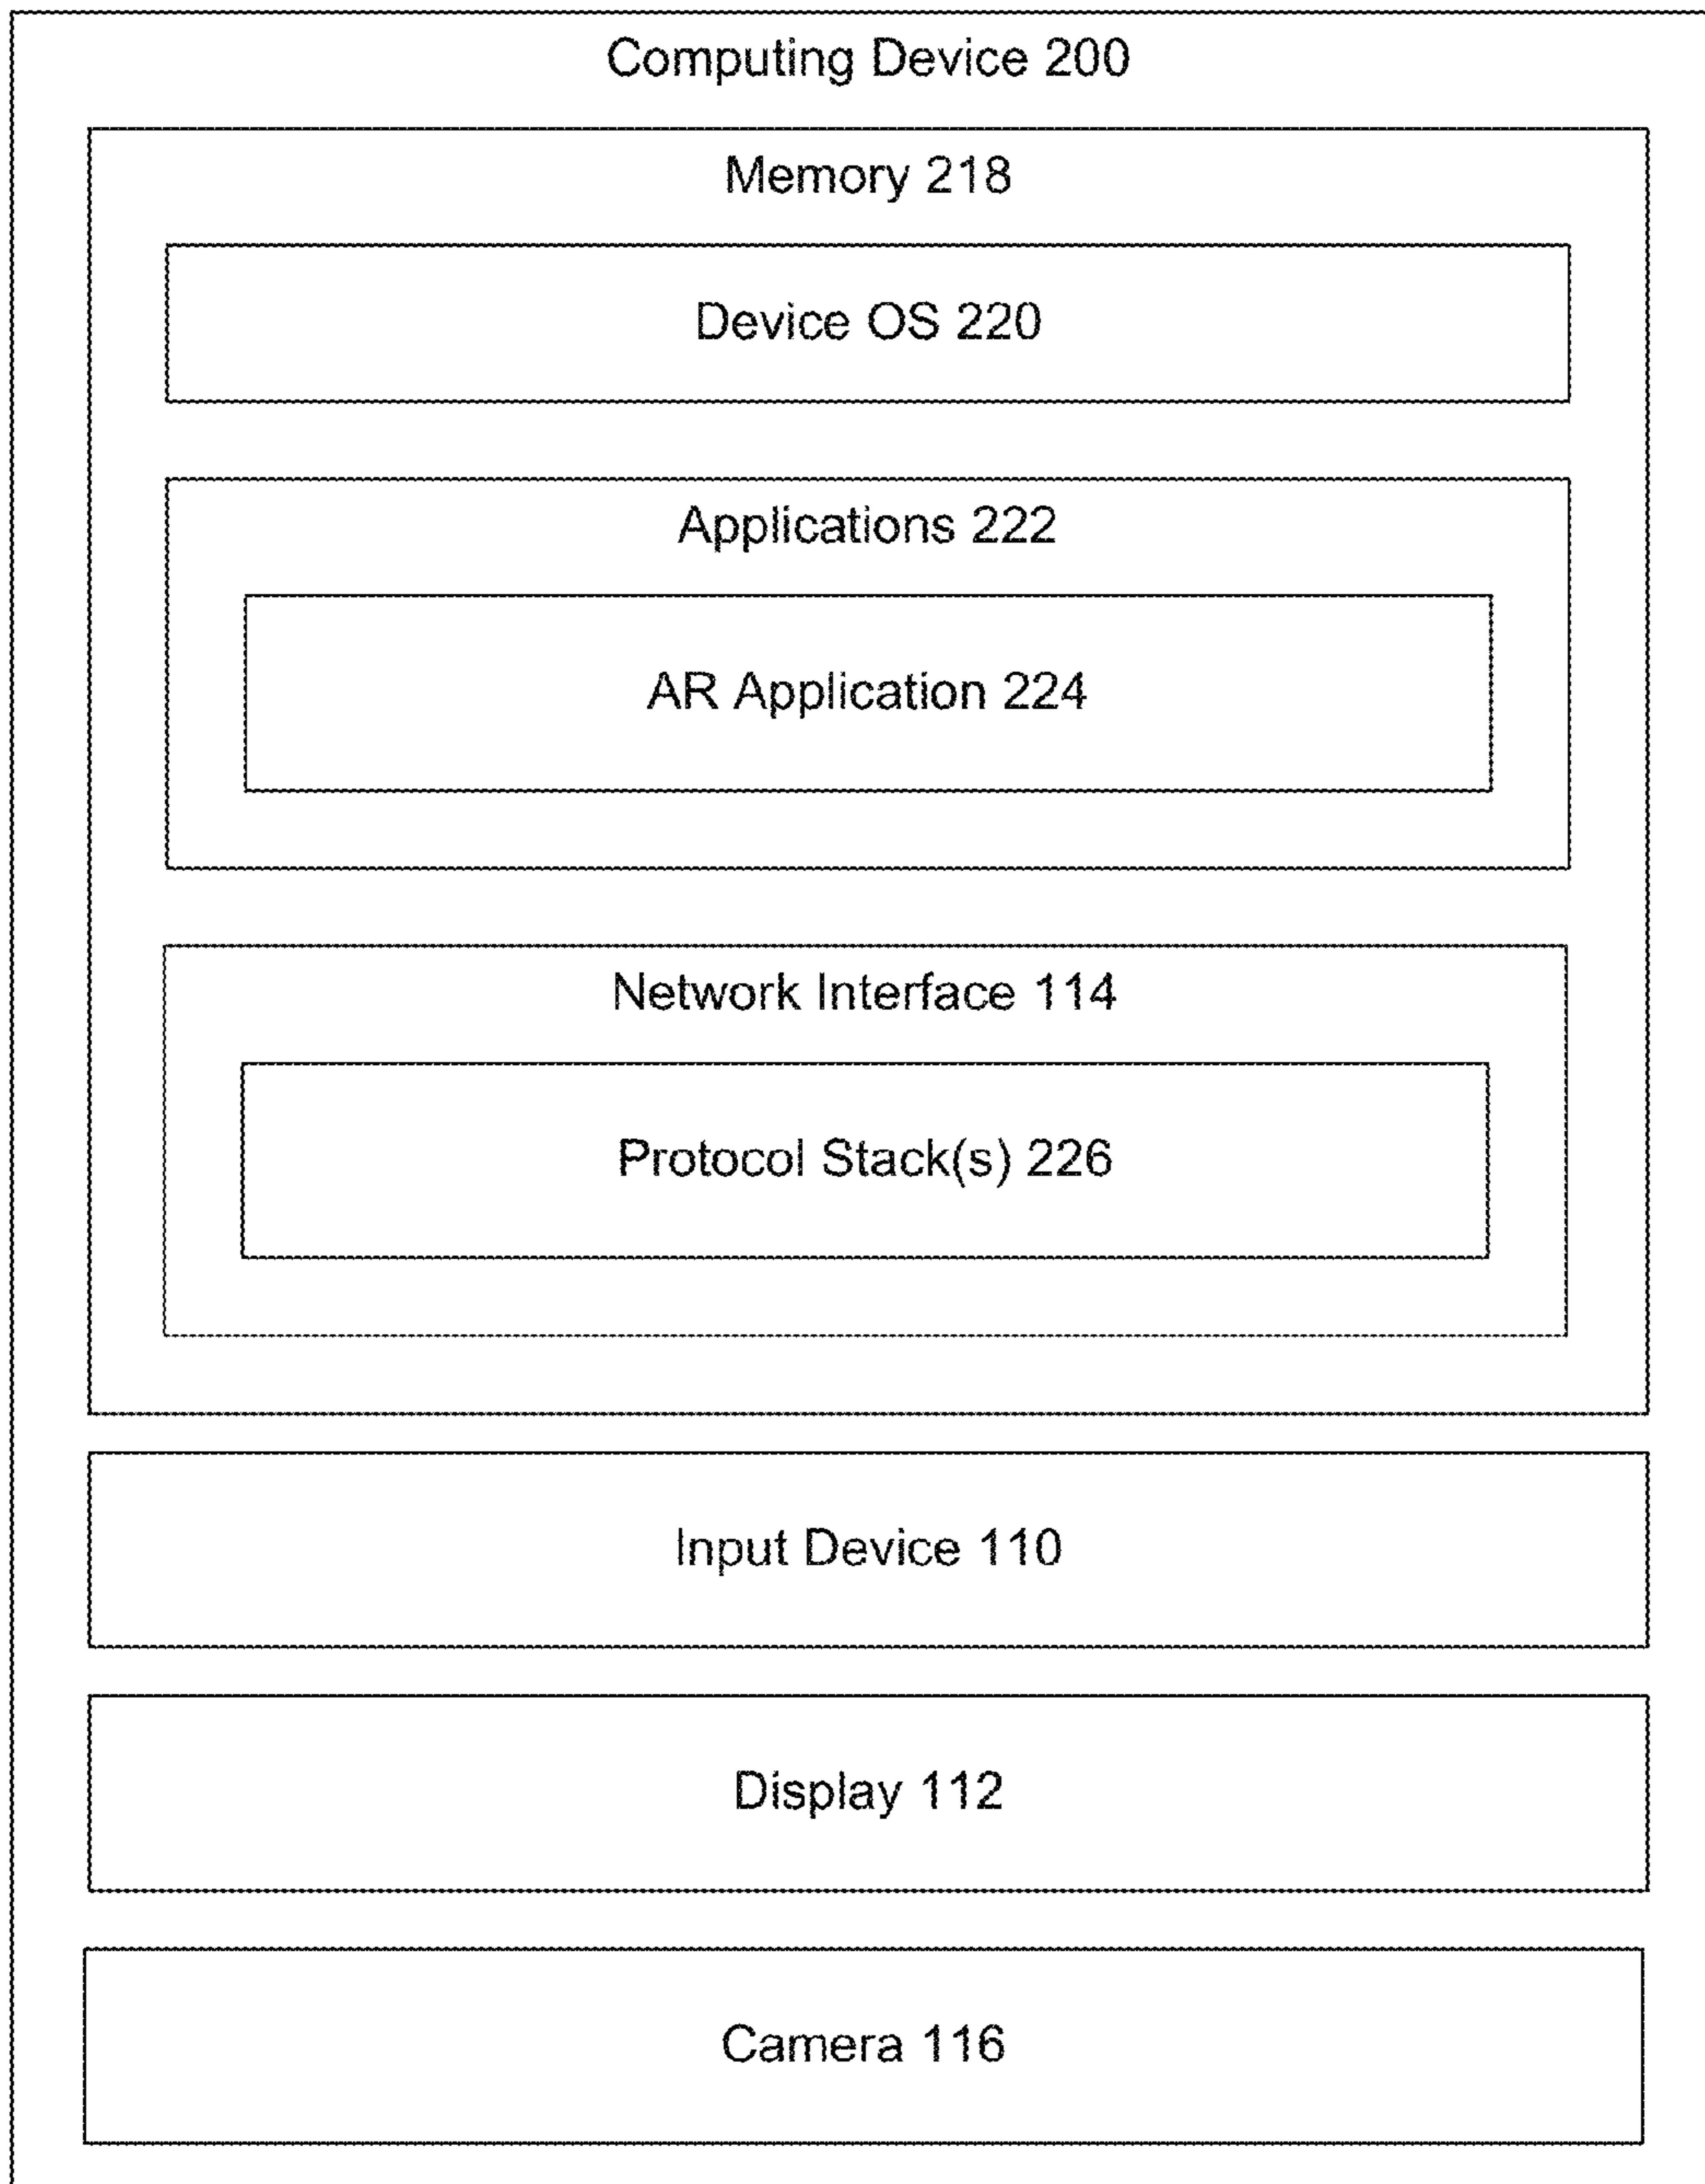 Computing Device 200
Memory 218
Device OS 220
Applications 222
AR Application 224
Network Interface 114
Protocol Stack(s) 226
Input Device 110
Display 112
Camera 116